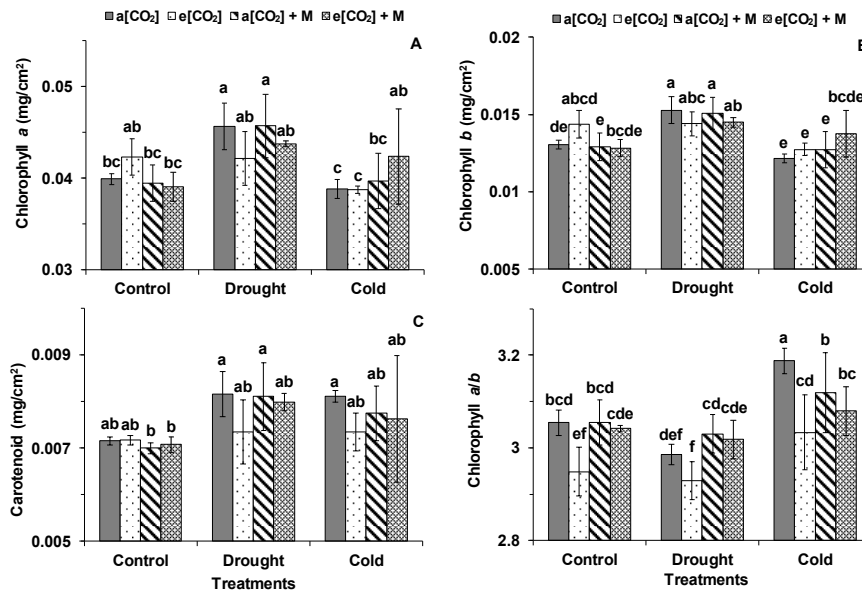 a[CO₂] e[CO₂] a[CO₂] + M e[CO₂] + M
A
Chlorophyll a (mg/cm²)
0.05
0.04
0.03
bc ab bc bc
a ab a ab
c c bc ab
Control Drought Cold
a[CO₂] e[CO₂] a[CO₂] + M e[CO₂] + M
Chlorophyll b (mg/cm²)
0.02
0.015
0.01
0.005
de abcd e bcde
a abc a ab
e e e bcde
Control Drought Cold
C
Carotenoid (mg/cm²)
0.009
0.007
0.005
ab ab b b
a ab a ab
a ab ab ab
Control Drought Cold
Treatments
Chlorophyll a/b
3.2
3
2.8
bcd ef bcd cde
def f cd cde
a cd b bc
Control Drought Cold
Treatments